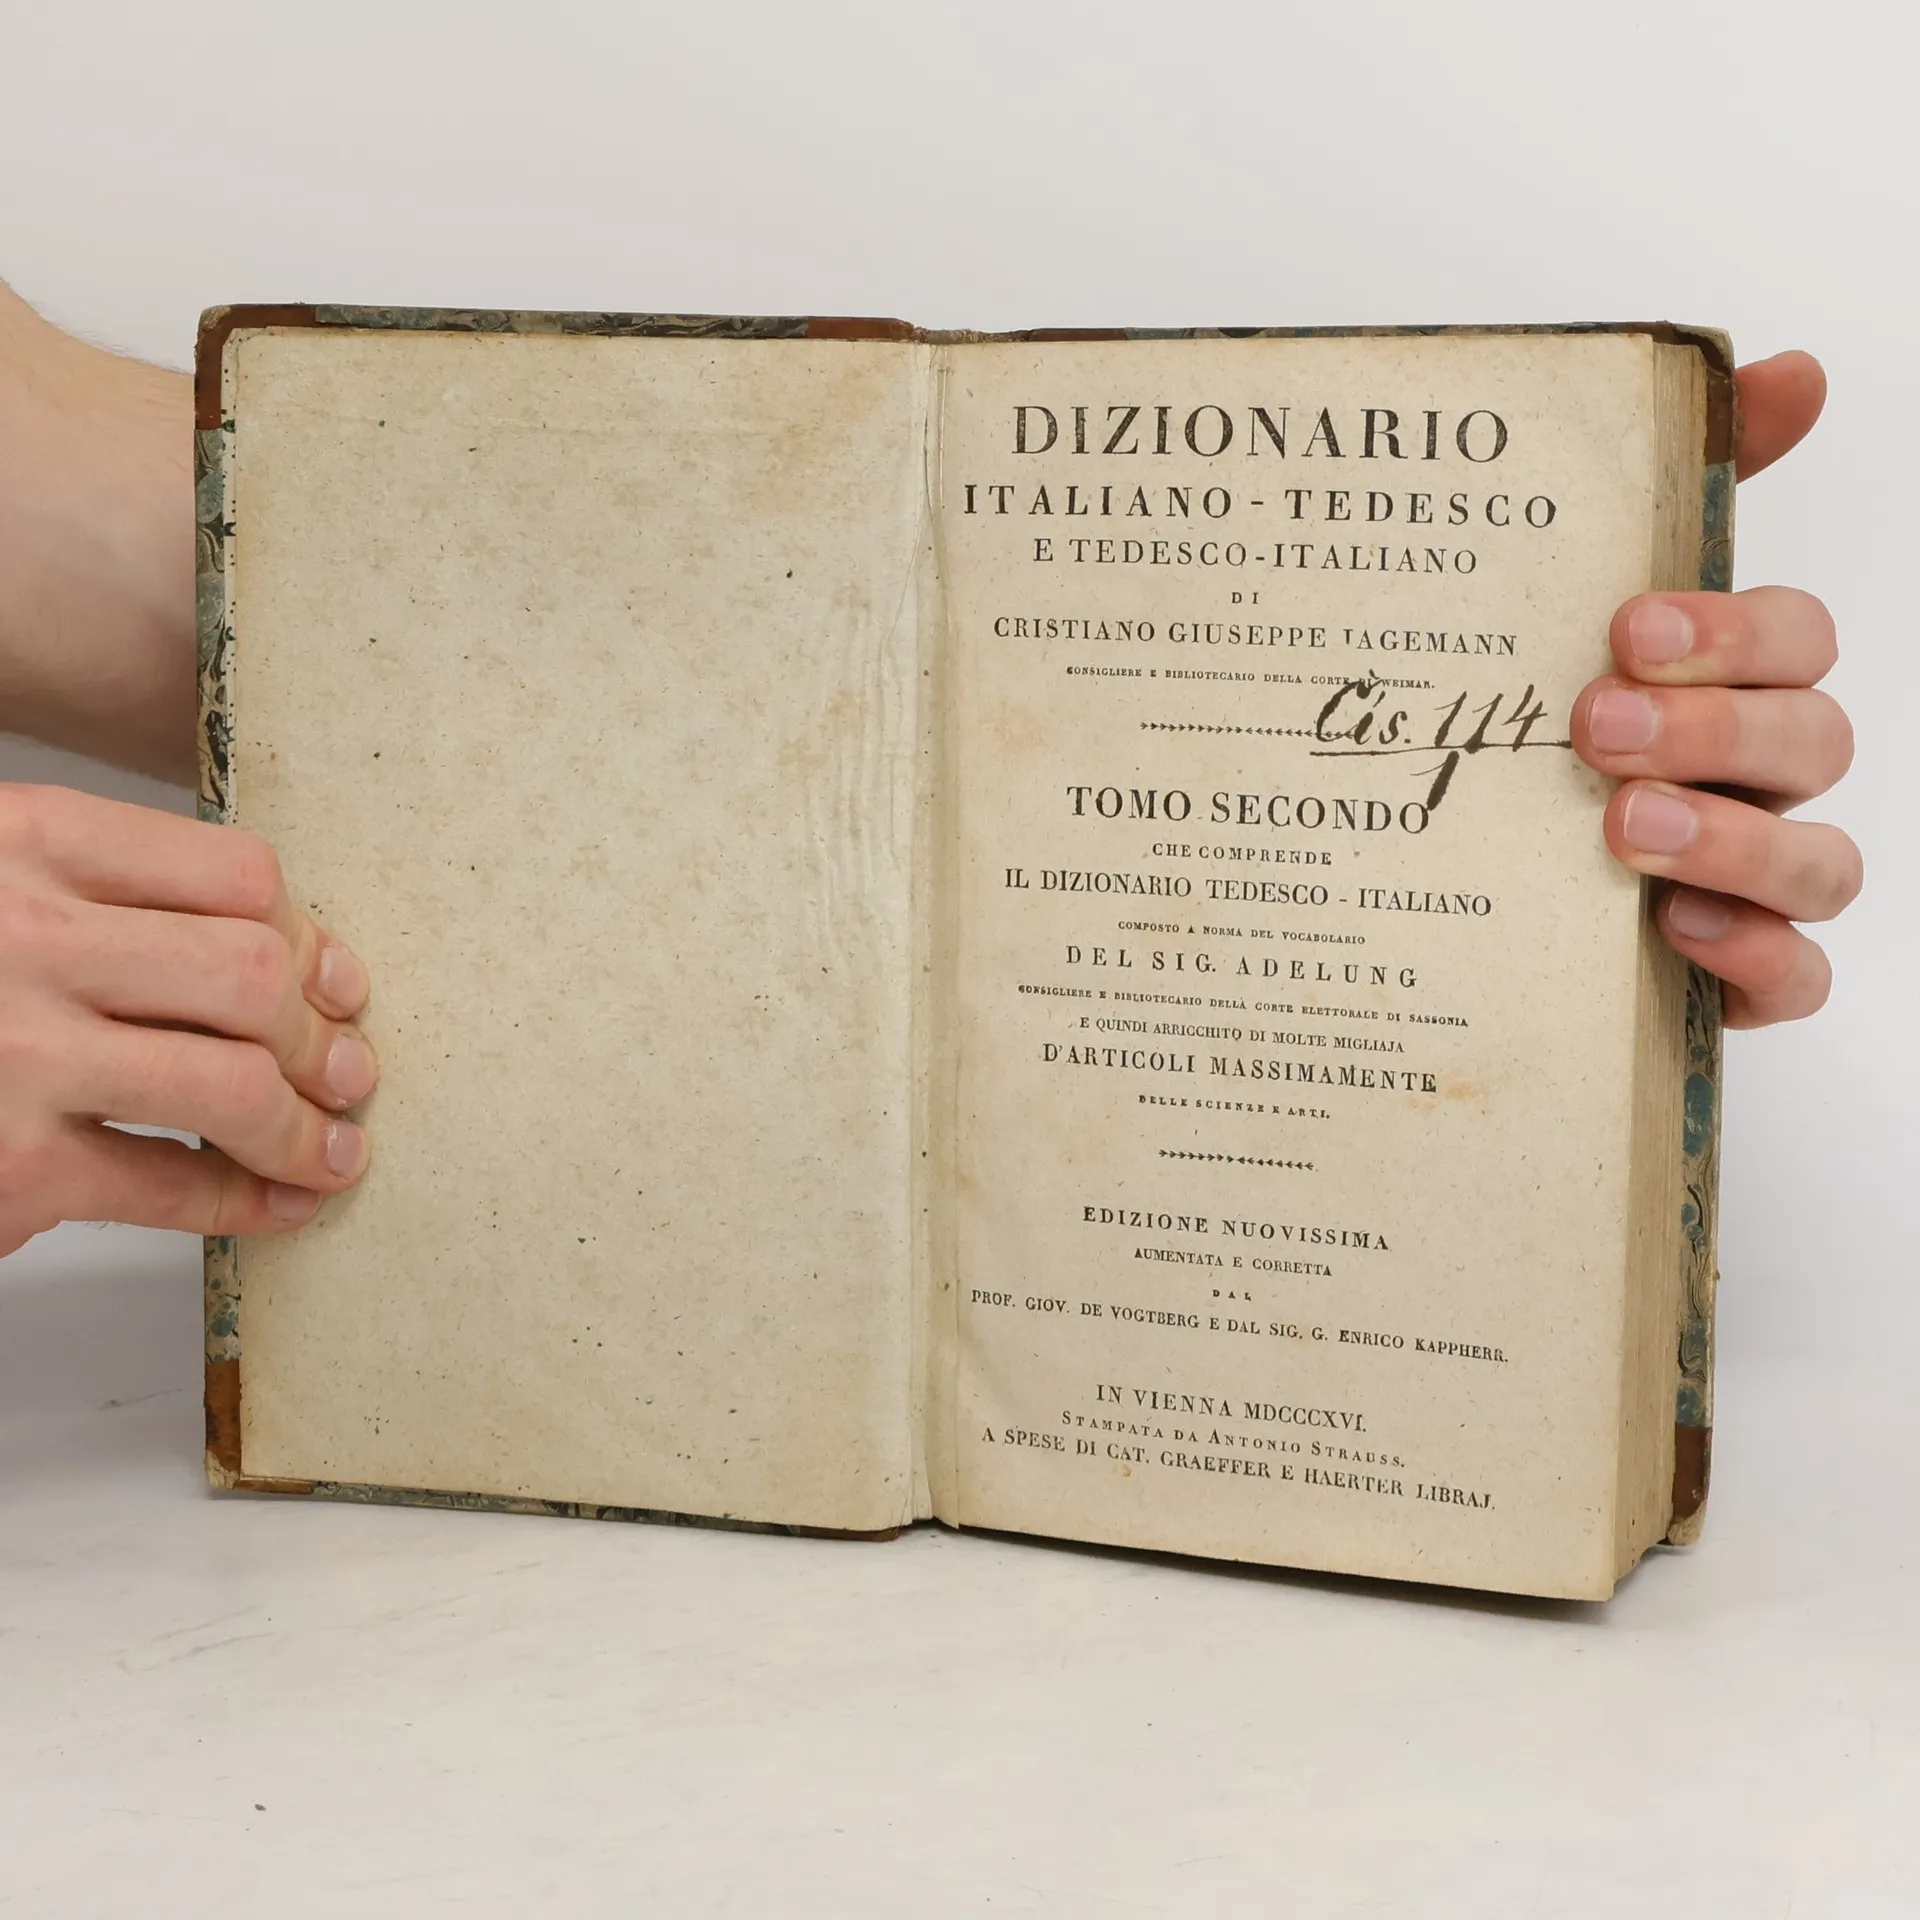 DIZIONARIO
ITALIANO - TEDESCO
E TEDESCO-ITALIANO
DI
CRISTIANO GIUSEPPE IAGEMANN
CONSIGLIERE E BIBLIOTECARIO DELLA CORTE DI WEIMAR.
Čís. 114
1
TOMO SECONDO
CHE COMPRENDE
IL DIZIONARIO TEDESCO - ITALIANO
COMPOSTO A NORMA DEL VOCABOLARIO
DEL SIG. ADELUNG
CONSIGLIERE E BIBLIOTECARIO DELLA CORTE ELETTORALE DI SASSONIA
E QUINDI ARRICCHITO DI MOLTE MIGLIAJA
D'ARTICOLI MASSIMAMENTE
DELLE SCIENZE E ARTI.
EDIZIONE NUOVISSIMA
AUMENTATA E CORRETTA
DAL
PROF. GIOV. DE VOGTBERG E DAL SIG. G. ENRICO KAPPHERR.
IN VIENNA MDCCCXVI.
STAMPATA DA ANTONIO STRAUSS.
A SPESE DI CAT. GRAEFFER E HAERTER LIBRAJ.